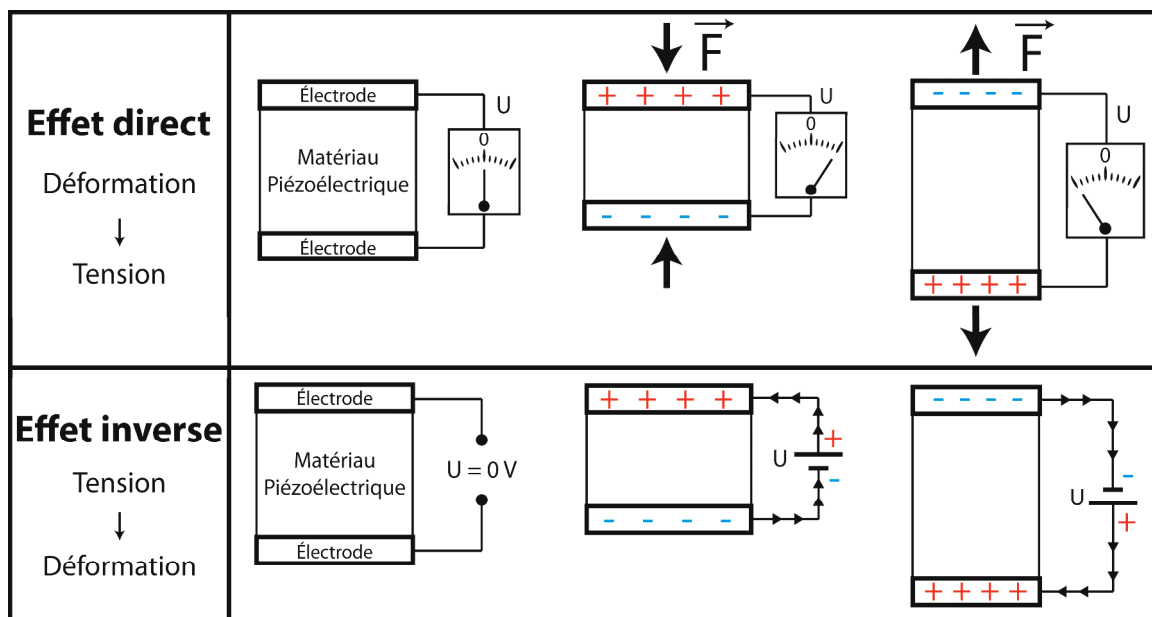 Effet direct
Déformation
Tension
Électrode
Matériau
Piézoélectrique
Électrode
U
0
F
+ + + +
- - - -
U
0
F
- - - -
+ + + +
U
0
Effet inverse
Tension
Déformation
Électrode
Matériau
Piézoélectrique
Électrode
U = 0 V
+ + + +
- - - -
U
+
-
- - - -
+ + + +
U
-
+